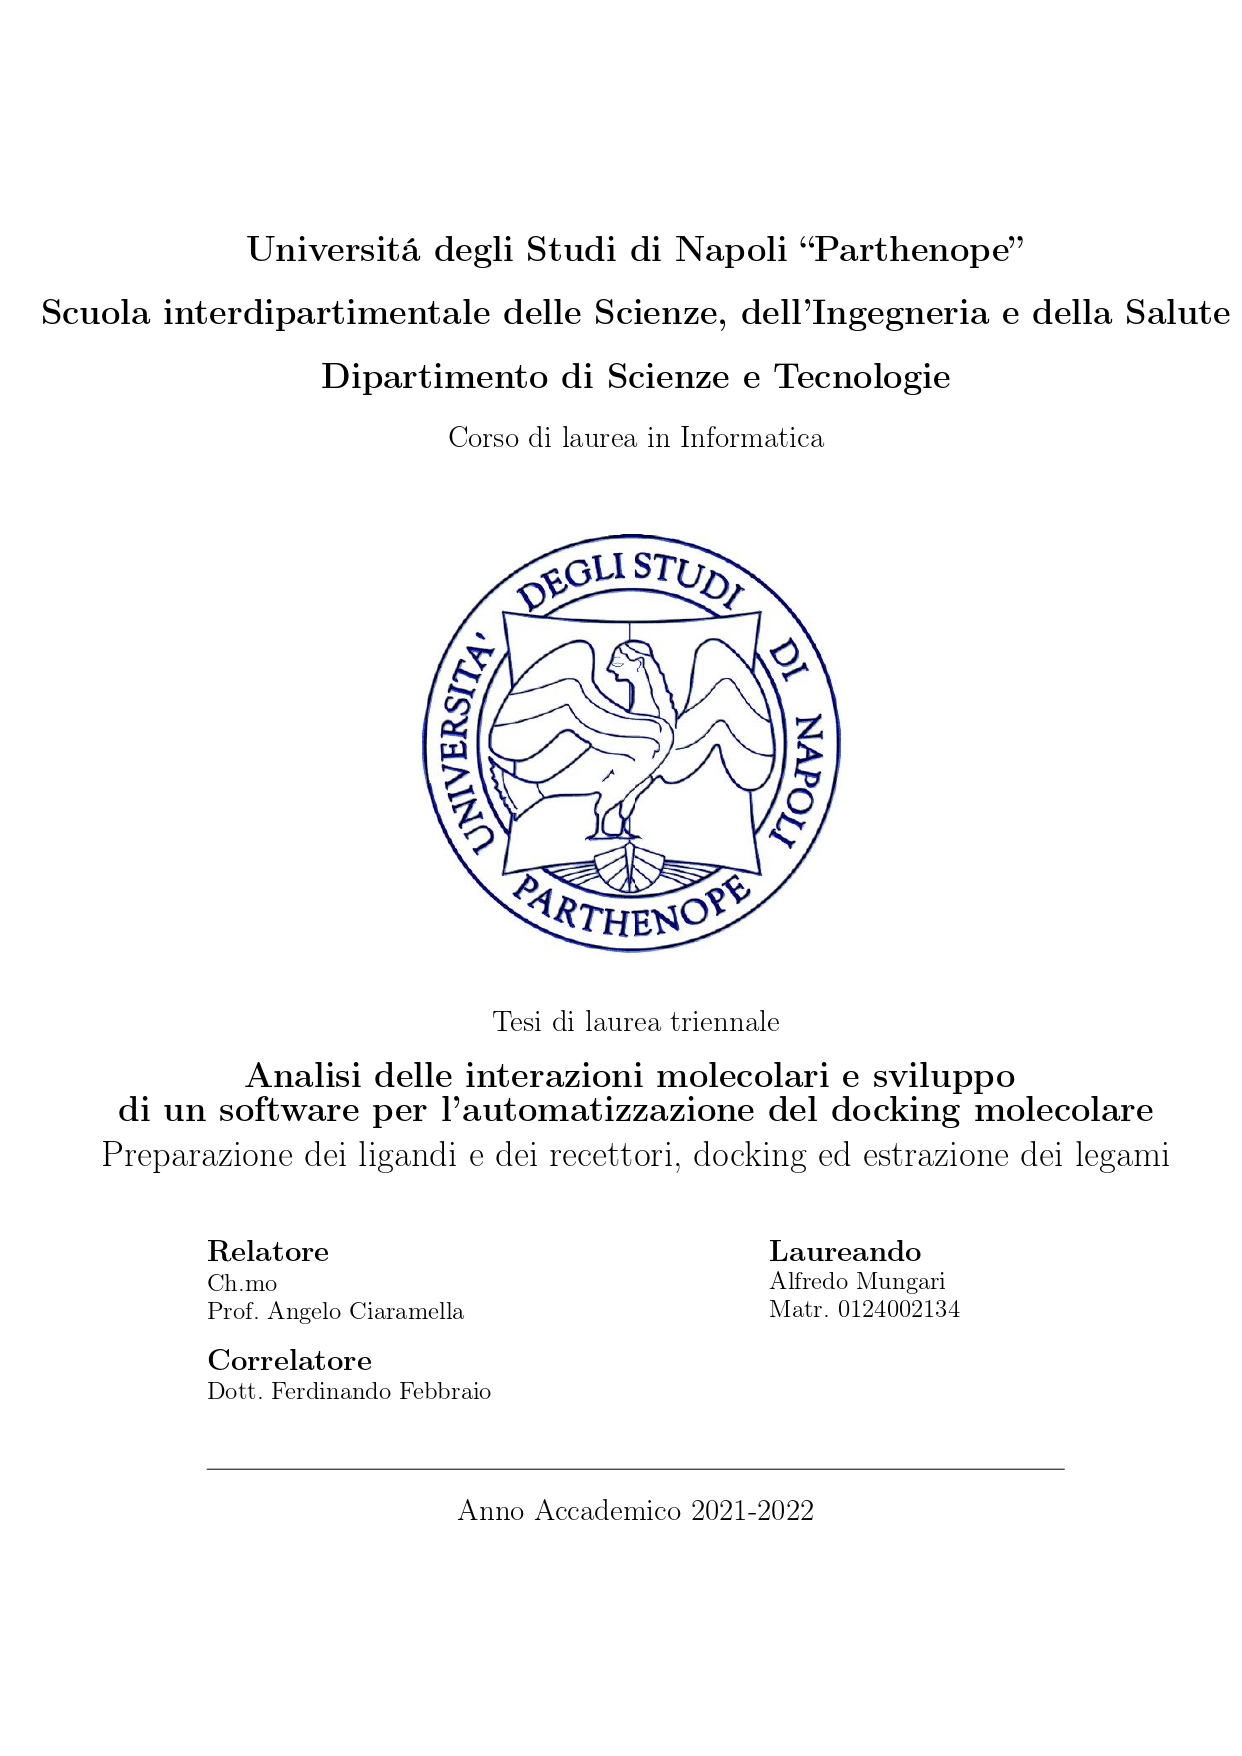 Universitá degli Studi di Napoli “Parthenope”
Scuola interdipartimentale delle Scienze, dell’Ingegneria e della Salute
Dipartimento di Scienze e Tecnologie
Corso di laurea in Informatica
UNIVERSITA' DEGLI STUDI DI NAPOLI
PARTHENOPE
Tesi di laurea triennale
Analisi delle interazioni molecolari e sviluppo
di un software per l’automatizzazione del docking molecolare
Preparazione dei ligandi e dei recettori, docking ed estrazione dei legami
Relatore
Ch.mo
Prof. Angelo Ciaramella
Correlatore
Dott. Ferdinando Febbraio
Laureando
Alfredo Mungari
Matr. 0124002134
Anno Accademico 2021-2022